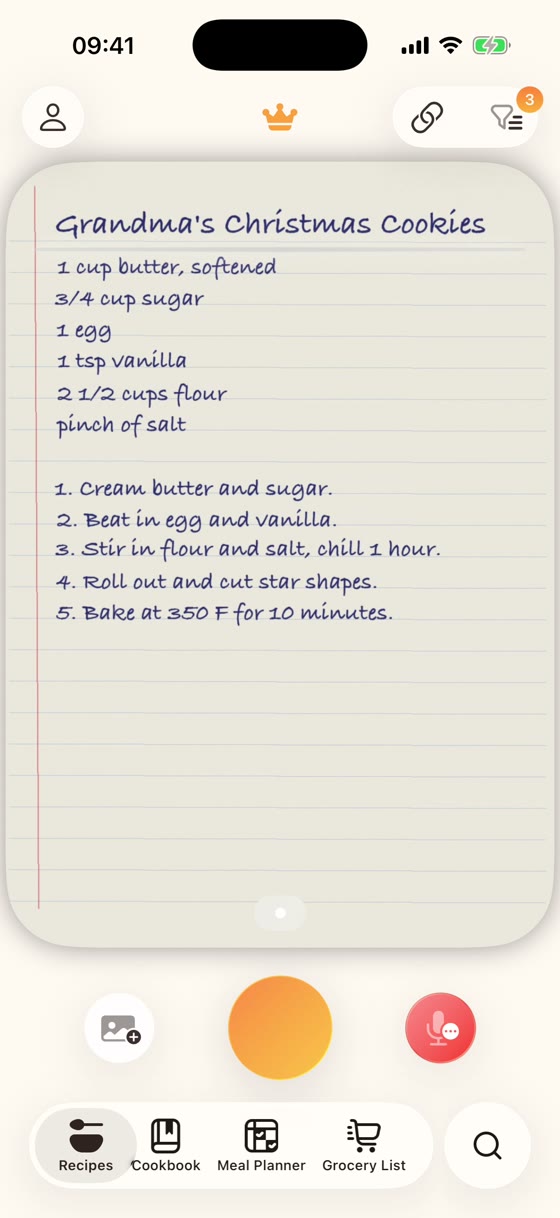 09:41
3
Grandma's Christmas Cookies
1 cup butter, softened
3/4 cup sugar
1 egg
1 tsp vanilla
2 1/2 cups flour
pinch of salt
1. Cream butter and sugar.
2. Beat in egg and vanilla.
3. Stir in flour and salt, chill 1 hour.
4. Roll out and cut star shapes.
5. Bake at 350 F for 10 minutes.
Recipes
Cookbook
Meal Planner
Grocery List